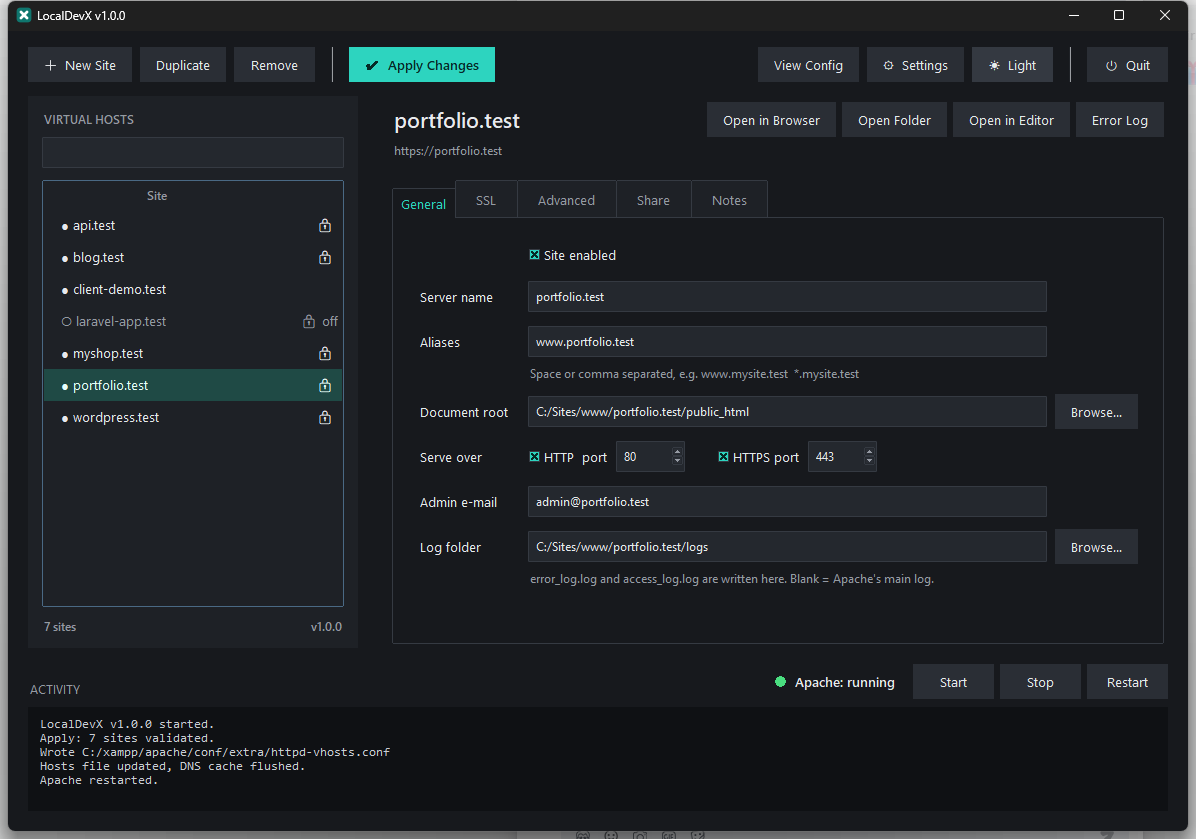 LocalDevX v1.0.0
New Site Duplicate Remove Apply Changes View Config Settings Light Quit
VIRTUAL HOSTS
Site
api.test
blog.test
client-demo.test
laravel-app.test off
myshop.test
portfolio.test
wordpress.test
7 sites v1.0.0
portfolio.test
https://portfolio.test
Open in Browser Open Folder Open in Editor Error Log
General SSL Advanced Share Notes
Site enabled
Server name portfolio.test
Aliases www.portfolio.test
Space or comma separated, e.g. www.mysite.test *.mysite.test
Document root C:/Sites/www/portfolio.test/public_html Browse...
Serve over HTTP port 80 HTTPS port 443
Admin e-mail admin@portfolio.test
Log folder C:/Sites/www/portfolio.test/logs Browse...
error_log.log and access_log.log are written here. Blank = Apache's main log.
Apache: running Start Stop Restart
ACTIVITY
LocalDevX v1.0.0 started.
Apply: 7 sites validated.
Wrote C:/xampp/apache/conf/extra/httpd-vhosts.conf
Hosts file updated, DNS cache flushed.
Apache restarted.